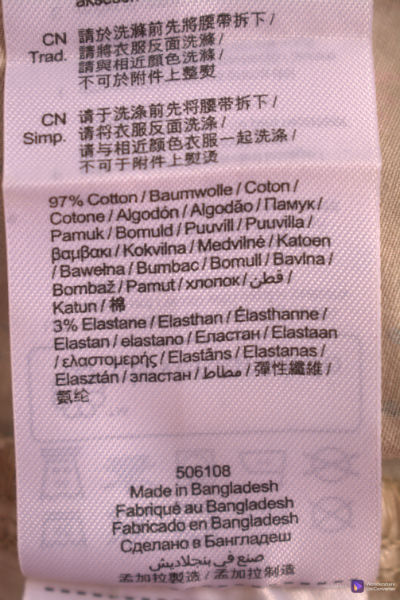 CN Trad. 請於洗滌前先將腰帶拆下/
請將衣服反面洗滌/
請與相近顏色洗滌/
不可於附件上整熨
CN Simp. 请于洗涤前先将腰带拆下/
请将衣服反面洗涤/
请与相近颜色衣服一起洗涤/
不可于附件上熨烫
97% Cotton / Baumwolle / Coton /
Cotone / Algodón / Algodão / Памук /
Pamuk / Bomuld / Puuvill / Puuvilla /
βαμβακι / Kokvilna / Medvilnė / Katoen
/ Bawełna / Bumbac / Bomull / Bavlna /
Bombaž / Pamut / хлопок / قطن /
Katun / 棉
3% Elastane / Elasthan / Élasthanne /
Elastan / elastano / Еластан / Elastaan
/ ελαστομερής / Elastāns / Elastanas /
Elasztán / эластан / مطاط / 彈性纖維 /
氨纶
506108
Made in Bangladesh
Fabriqué au Bangladesh
Fabricado en Bangladesh
Сделано в Бангладеш
صنع في بنجلاديش
孟加拉製造 / 孟加拉制造